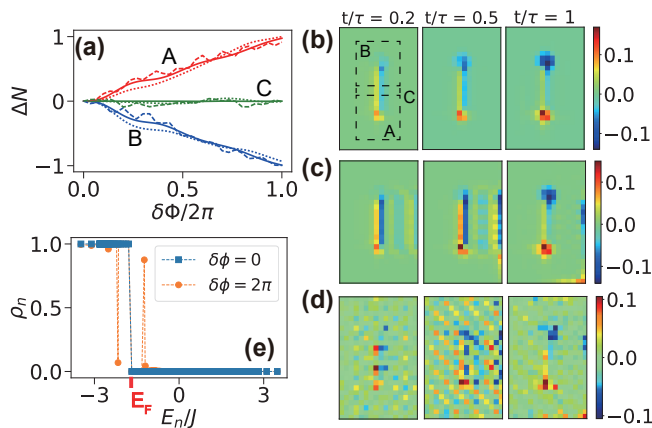 (a)
1
0
−1
ΔN
A
C
B
0.0
0.5
1.0
δΦ/2π
t/τ = 0.2
t/τ = 0.5
t/τ = 1
(b)
B
C
A
0.1
0.0
−0.1
(c)
0.1
0.0
−0.1
(d)
0.1
0.0
−0.1
1.0
0.5
0.0
ρₙ
δϕ = 0
δϕ = 2π
(e)
−3
0
3
E_F
Eₙ/J